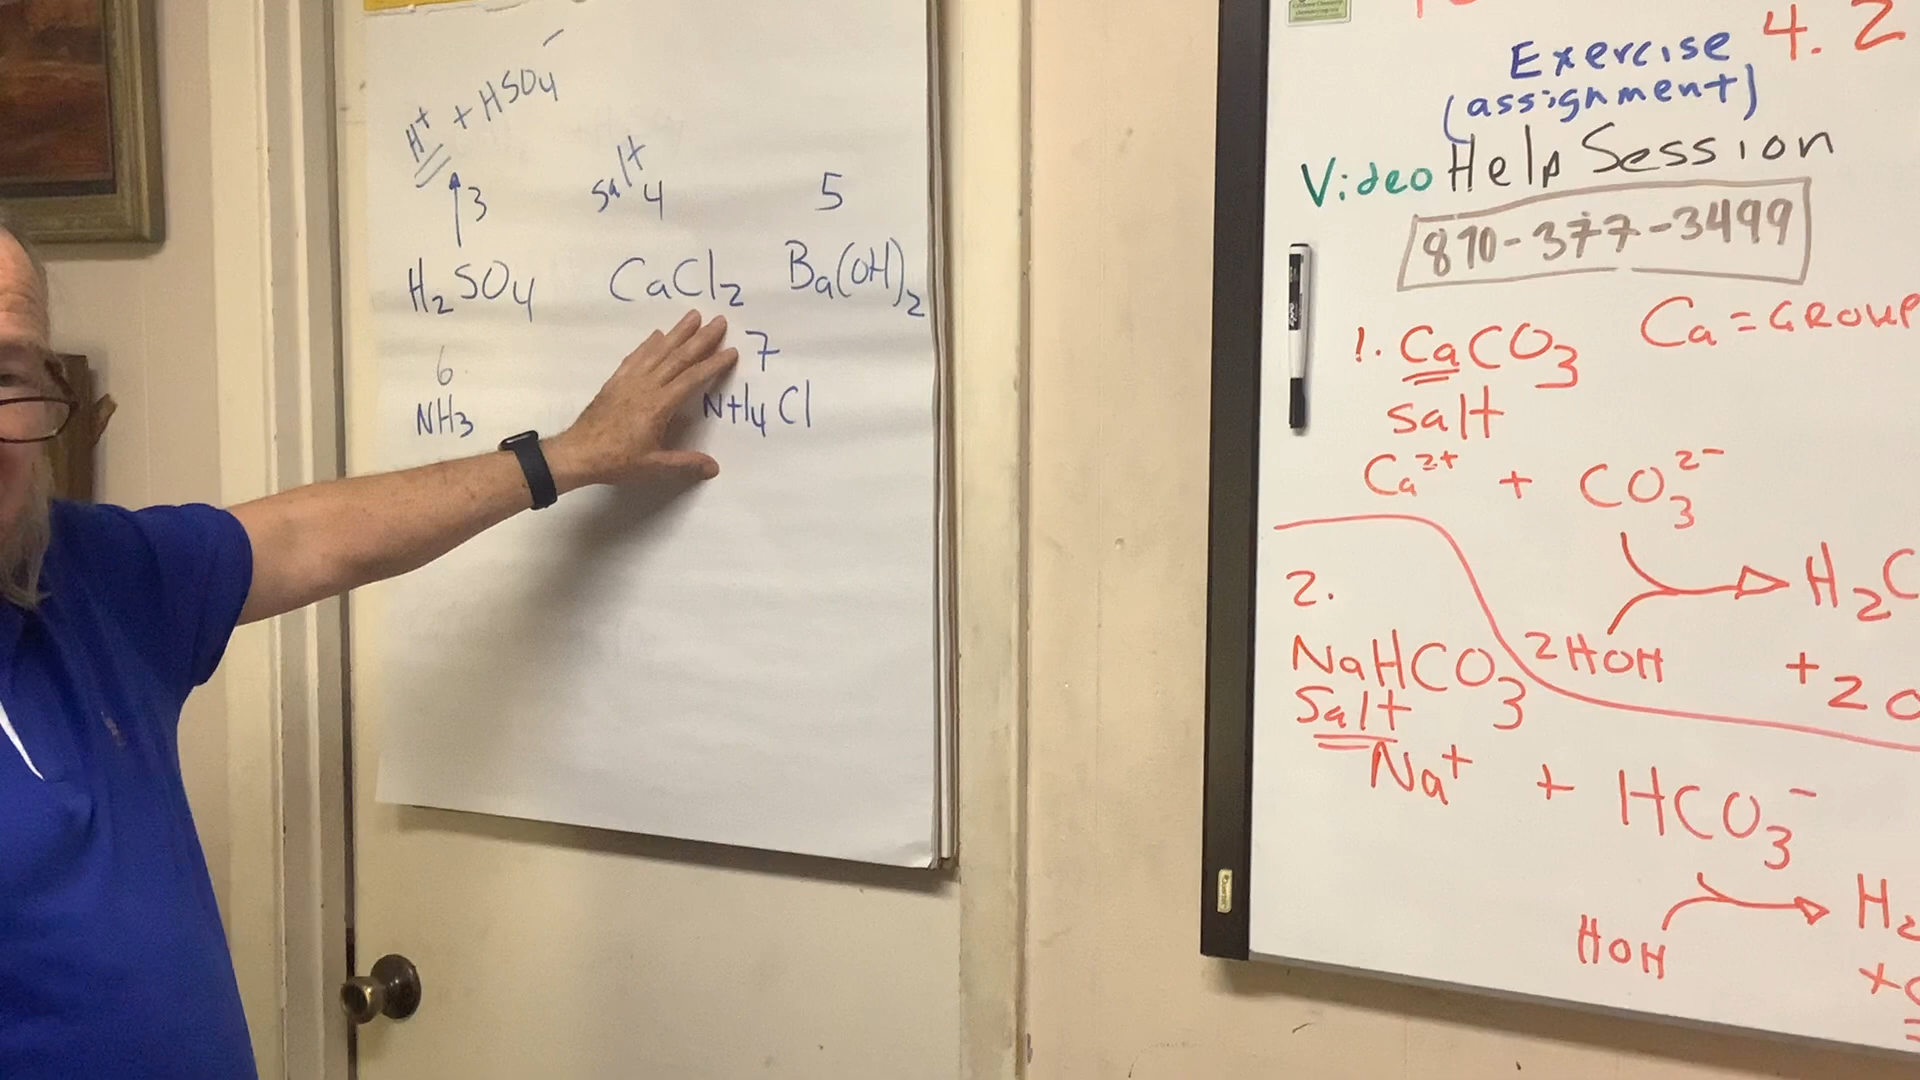 H⁺ + HSO₄⁻
3
salt
4
5
H₂SO₄
CaCl₂
Ba(OH)₂
6
7
NH₃
NH₄Cl
4.2
Exercise
(assignment)
Video Help Session
870-377-3499
1. CaCO₃
Ca = GROUP
salt
Ca²⁺ + CO₃²⁻
H₂C
2.
2HOH
+ 2O
NaHCO₃
Salt
Na⁺ + HCO₃⁻
H₂
HOH
+